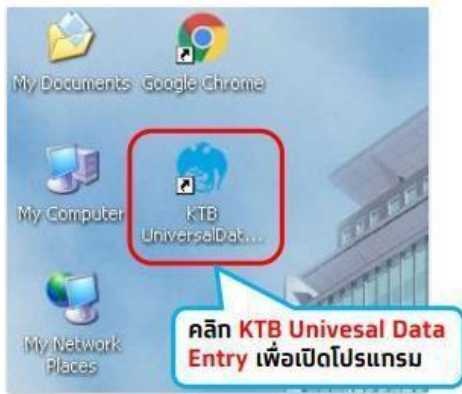 My Documents
Google Chrome
My Computer
KTB
UniversalDat...
My Network
Places
คลิก KTB Univesal Data
Entry เพื่อเปิดโปรแกรม